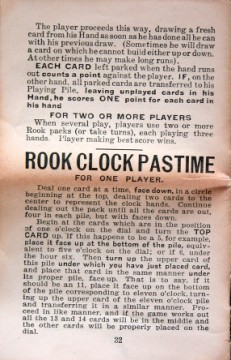 The player proceeds this way, drawing a fresh
card from his Hand as soon as he has done all he can
with his previous draw. (Sometimes he will draw
a card on which he cannot build either up or down.
At other times he may make long runs).
EACH CARD left parked when the hand runs
out counts a point against the player. IF, on the
other hand, all parked cards are transferred to his
Playing Pile, leaving unplayed cards in his
Hand, he scores ONE point for each card in
his hand
FOR TWO OR MORE PLAYERS
When several play, players use two or more
Rook packs (or take turns), each playing three
hands. Player making best score wins.
ROOK CLOCK PASTIME
FOR ONE PLAYER.
Deal one card at a time, face down, in a circle
beginning at the top, dealing two cards to the
center to represent the clock hands. Continue
dealing out the pack until all the cards are out,
four in each pile, but with faces down.
Begin at the cards which are in the position
of one o'clock on the dial and turn the TOP
CARD up. If this happens to be a 5, for example,
place it face up at the bottom of the pile, equiv-
alent to five o'clock on the dial; or if 6, under
the hour six. Then turn up the upper card of
this pile under which you have just placed card,
and place that card in the same manner under
its proper pile, face up. That is to say, if it
should be an 11, place it face up on the bottom
of the pile corresponding to eleven o'clock, turn-
ing up the upper card of the eleven o'clock pile
and transferring it in a similar manner. Pro-
ceed in like manner, and if the game works out
all the 13 and 14 cards will be in the middle and
the other cards will be properly placed on the
dial.
32